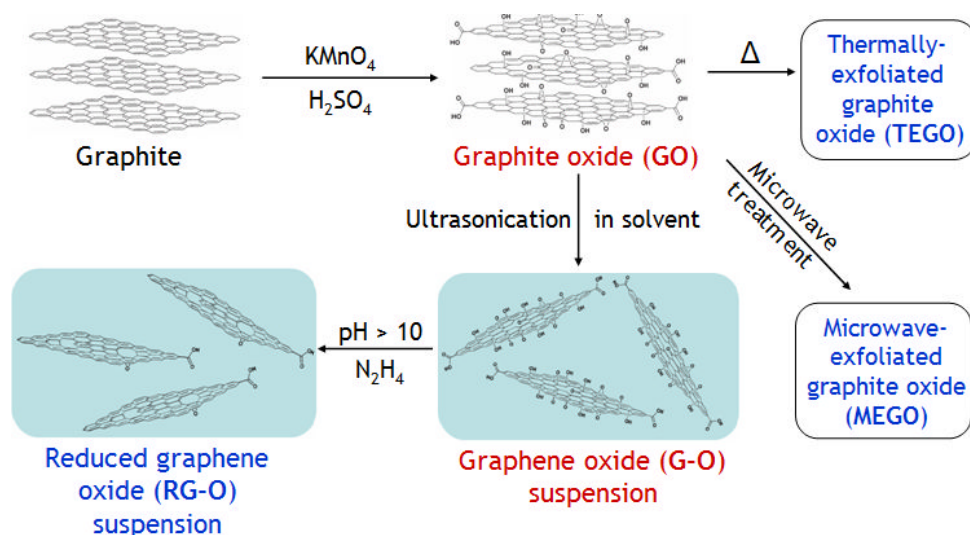 KMnO4
H2SO4
Graphite
Graphite oxide (GO)
Δ
Thermally-
exfoliated
graphite
oxide (TEGO)
Ultrasonication in solvent
Microwave
treatment
pH > 10
N2H4
Microwave-
exfoliated
graphite oxide
(MEGO)
Reduced graphene
oxide (RG-O)
suspension
Graphene oxide (G-O)
suspension